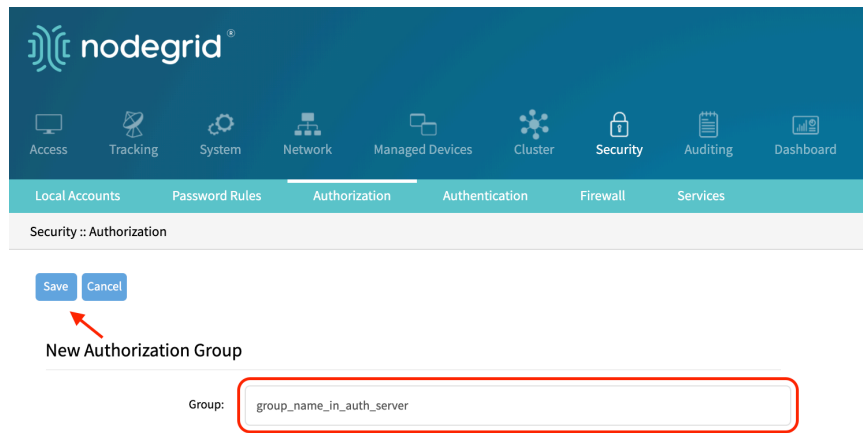 nodegrid®
Access Tracking System Network Managed Devices Cluster Security Auditing Dashboard
Local Accounts Password Rules Authorization Authentication Firewall Services
Security :: Authorization
Save Cancel
New Authorization Group
Group: group_name_in_auth_server